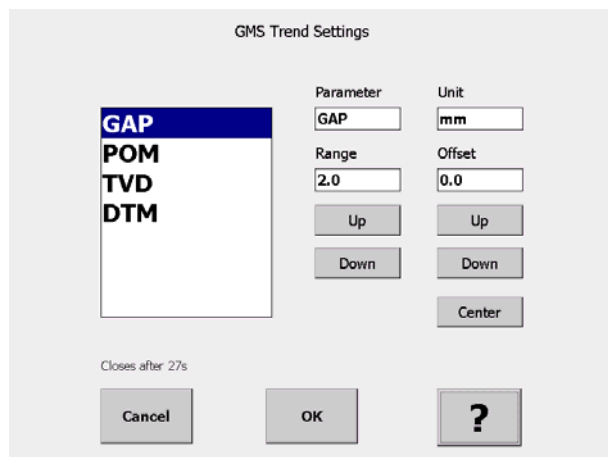 GMS Trend Settings
Parameter Unit
GAP mm
Range Offset
2.0 0.0
Up Up
Down Down
Center
GAP
POM
TVD
DTM
Closes after 27s
Cancel OK ?